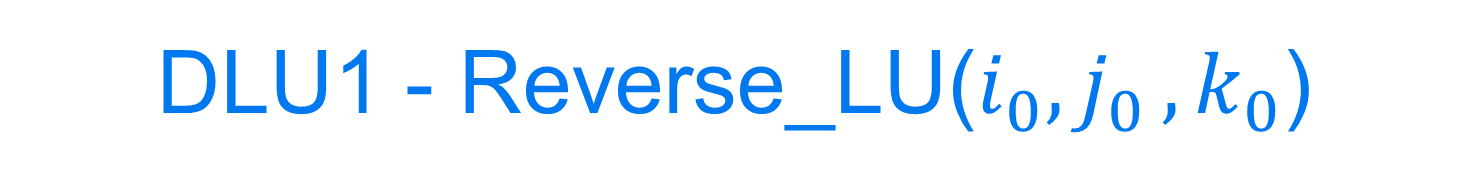 DLU1 - Reverse_LU(𝑖₀, 𝑗₀ , 𝑘₀)